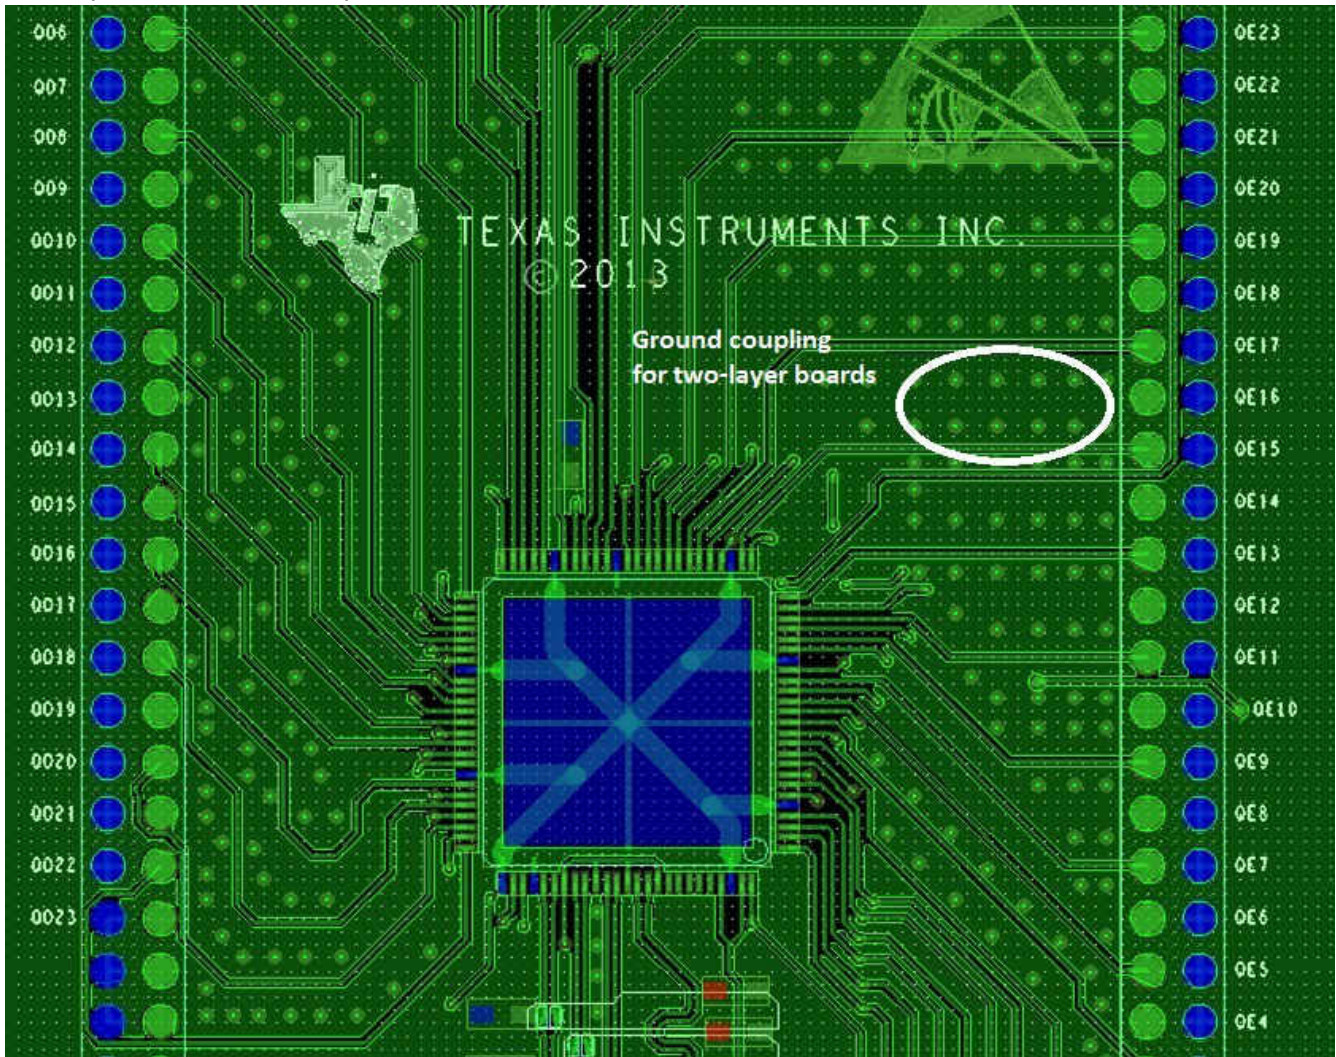 OO6
OO7
OO8
OO9
OO10
OO11
OO12
OO13
OO14
OO15
OO16
OO17
OO18
OO19
OO20
OO21
OO22
OO23
TEXAS INSTRUMENTS INC.
© 2013
Ground coupling
for two-layer boards
OE23
OE22
OE21
OE20
OE19
OE18
OE17
OE16
OE15
OE14
OE13
OE12
OE11
OE10
OE9
OE8
OE7
OE6
OE5
OE4